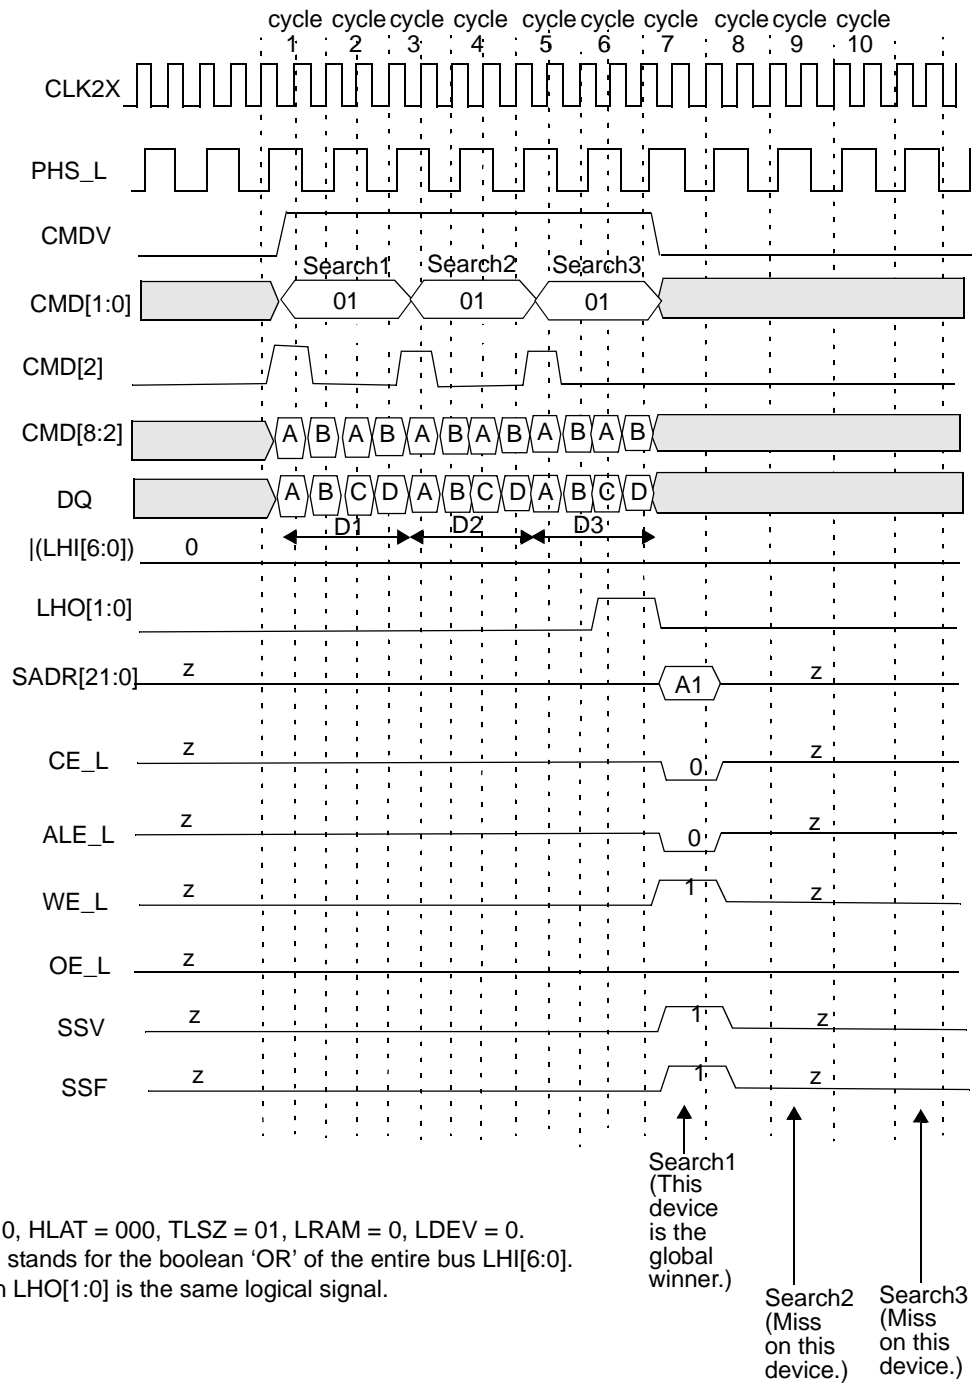 cycle cycle cycle cycle cycle cycle cycle cycle cycle cycle
1 2 3 4 5 6 7 8 9 10
CLK2X
PHS_L
CMDV
Search1 Search2 Search3
CMD[1:0] 01 01 01
CMD[2]
CMD[8:2] A B A B A B A B A B A B
DQ A B C D A B C D A B C D
D1 D2 D3
|(LHI[6:0]) 0
LHO[1:0]
SADR[21:0] z A1 z
CE_L z 0 z
ALE_L z 0 z
WE_L z 1 z
OE_L z
SSV z 1 z
SSF z 1 z
Search1
(This
device
is the
global
winner.)
Search2
(Miss
on this
device.)
Search3
(Miss
on this
device.)
0, HLAT = 000, TLSZ = 01, LRAM = 0, LDEV = 0.
stands for the boolean ‘OR’ of the entire bus LHI[6:0].
LHO[1:0] is the same logical signal.